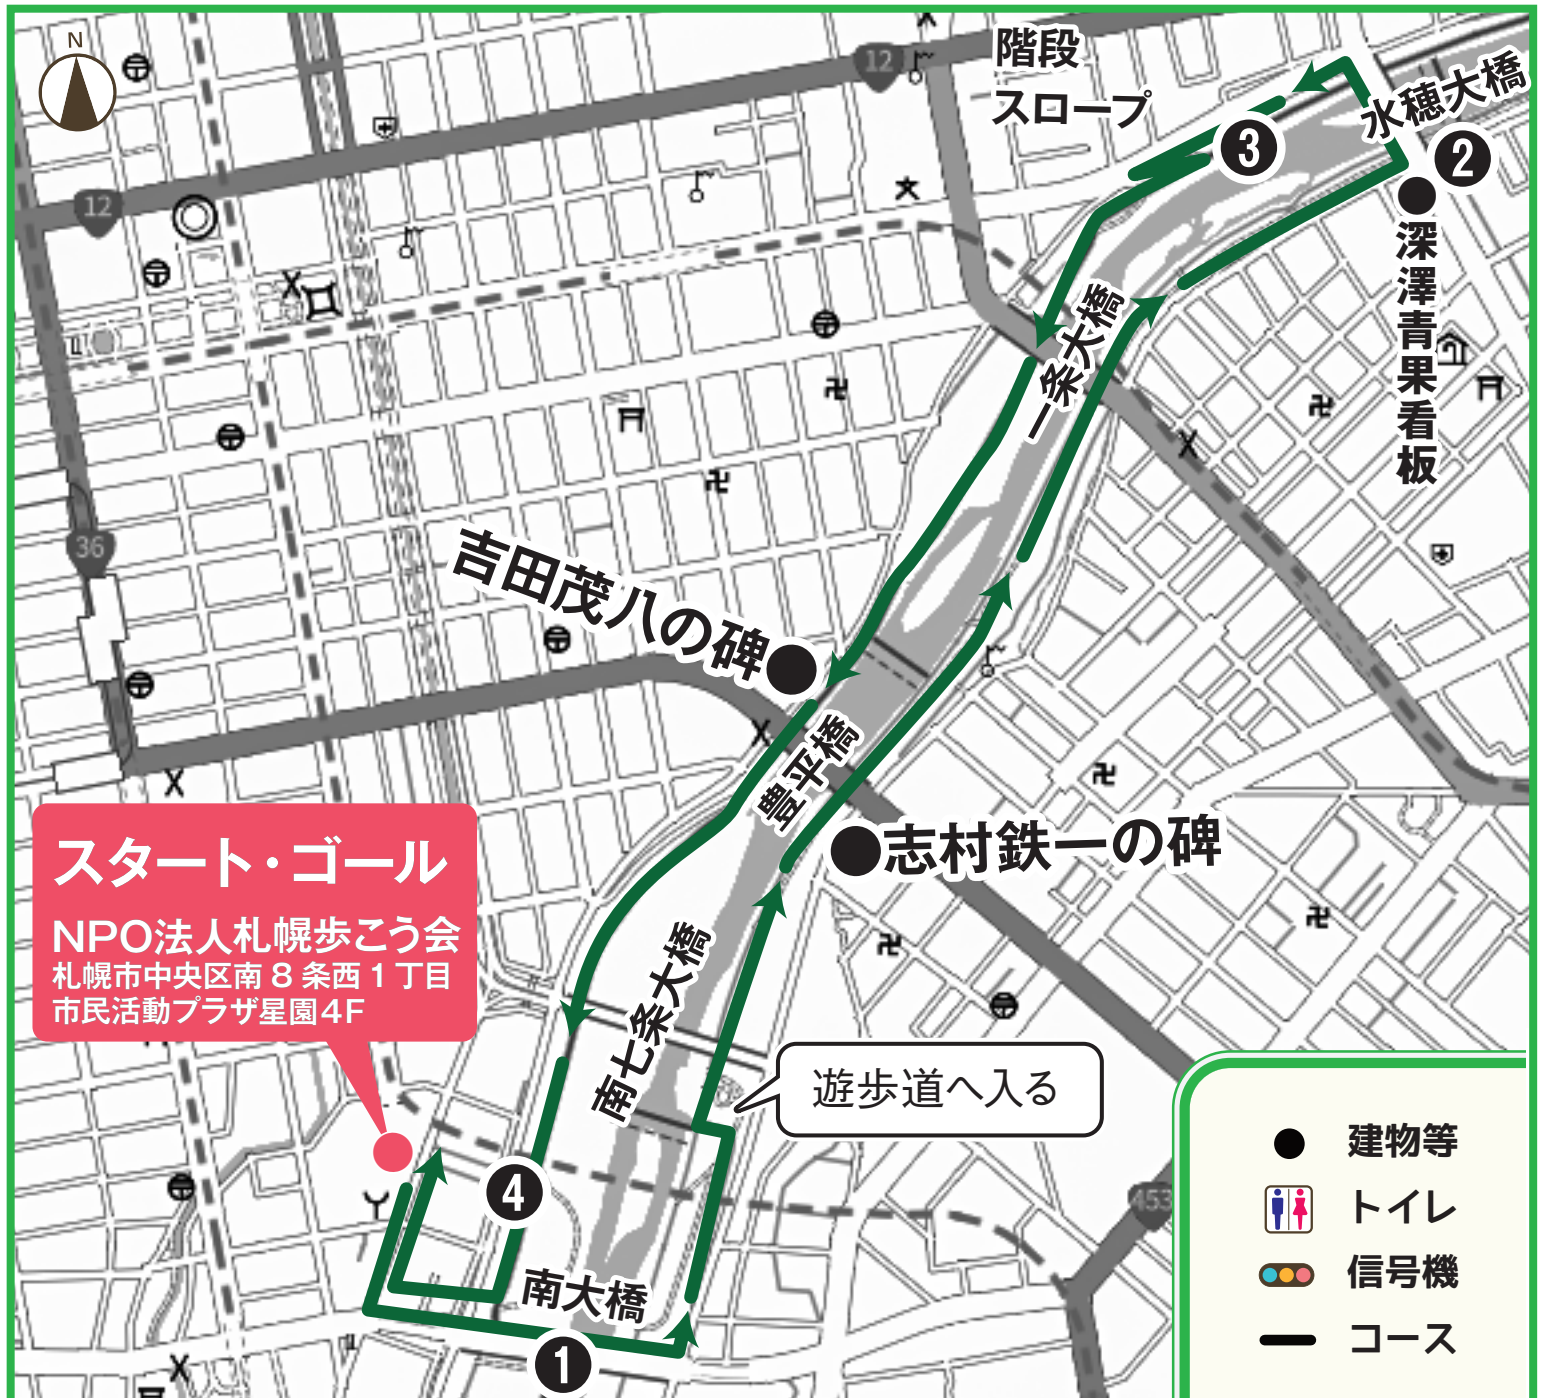 N
階段
スロープ
12
水穂大橋
3
2
12
深澤青果看板
一条大橋
36
吉田茂八の碑
豊平橋
志村鉄一の碑
スタート・ゴール
NPO法人札幌歩こう会
札幌市中央区南8条西1丁目
市民活動プラザ星園4F
南七条大橋
遊歩道へ入る
建物等
453
4
トイレ
南大橋
信号機
1
コース